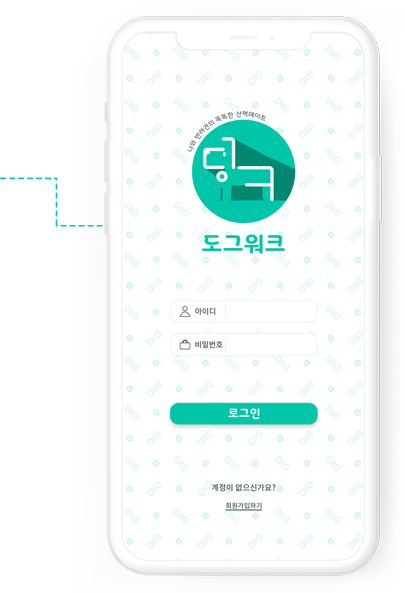 나와 반려견의 똑똑한 산책메이트
도그워크
아이디
비밀번호
로그인
계정이 없으신가요?
회원가입하기